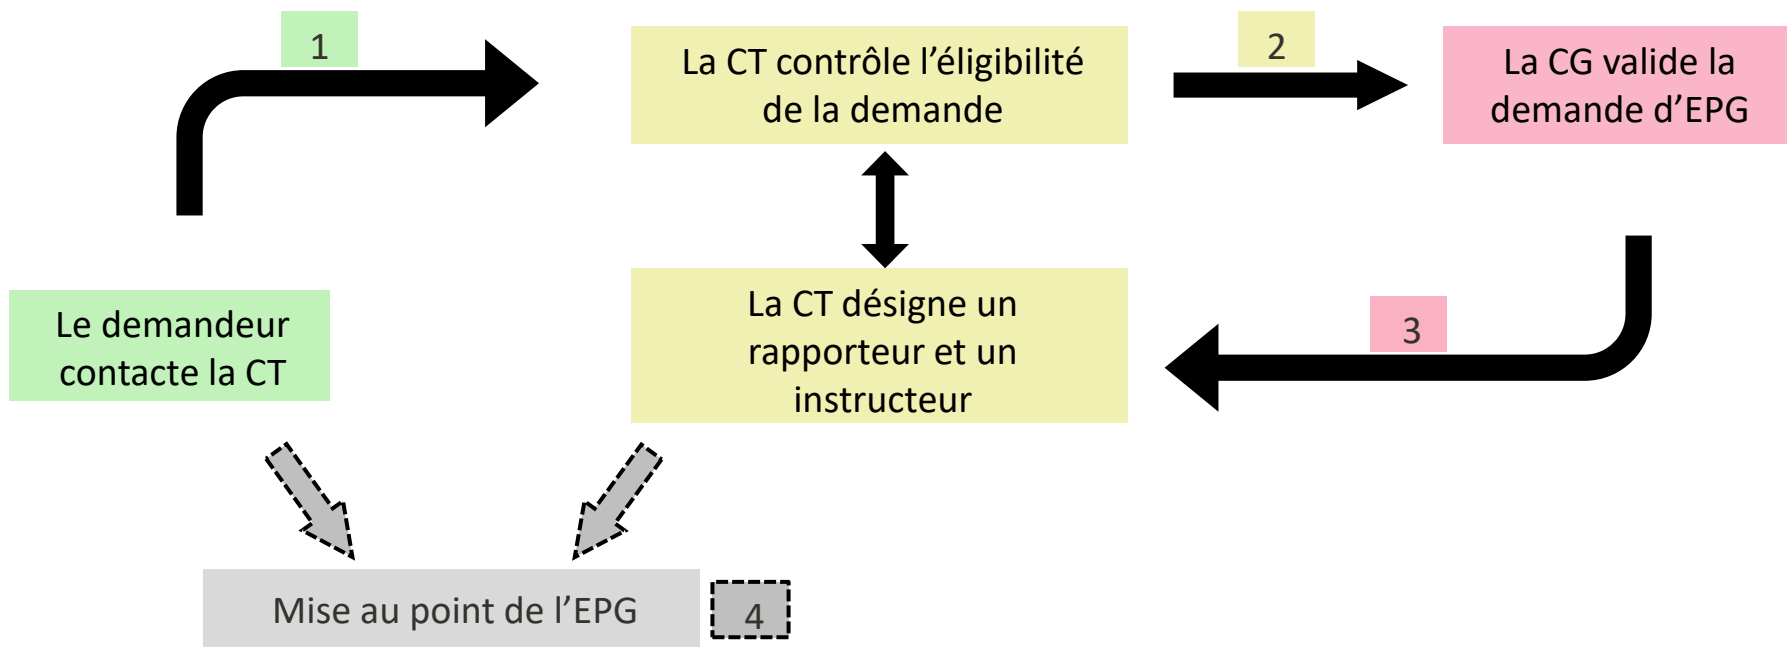 1
La CT contrôle l’éligibilité
de la demande
2
La CG valide la
demande d’EPG
Le demandeur
contacte la CT
La CT désigne un
rapporteur et un
instructeur
3
Mise au point de l’EPG
4